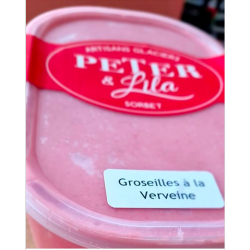 ARTISANS GLACIERS
PETER
& Lila
SORBET
Groseilles à la
Verveine